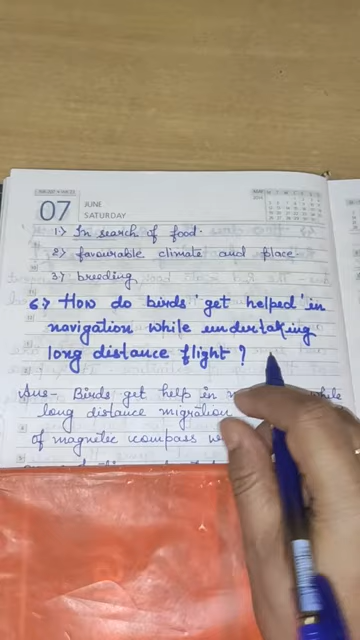 07
JUNE
SATURDAY
1.) In search of food.
2.) favourable climate and place
3.) breeding
6.) How do birds 'get helped' in
navigation while undertaking
long distance flight?
Ans- Birds get help in
long distance migration
of magnetic compass